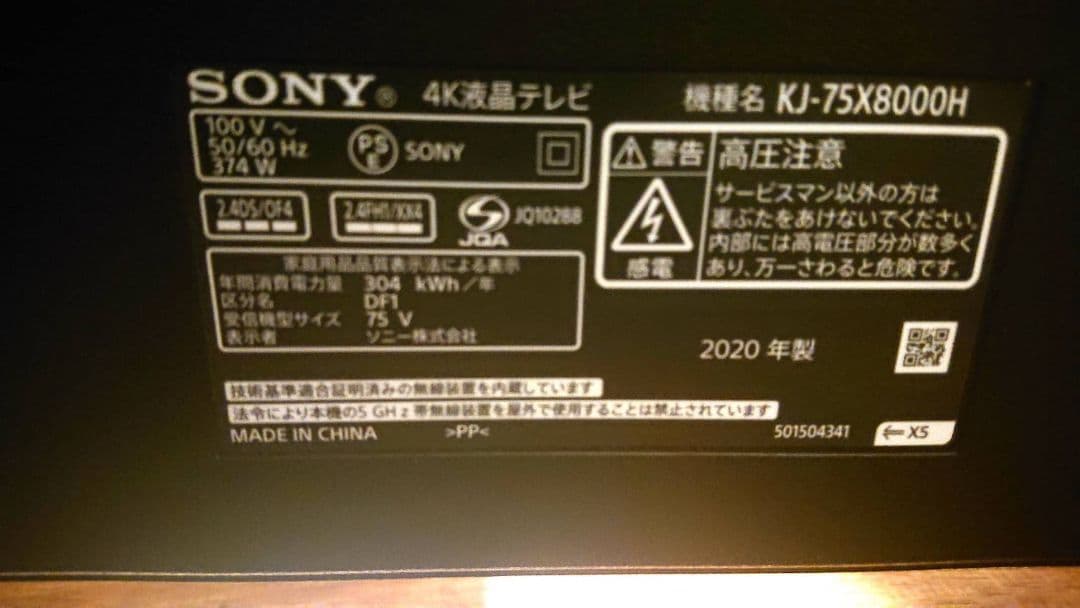 SONY® 4K液晶テレビ 機種名 KJ-75X8000H
100 V ~
50/60 Hz
374 W
PS
E
SONY
2.4DS/OF4
2.4FH1/XX4
JQA
JQ10288
家庭用品品質表示法による表示
年間消費電力量 304 kWh/年
区分名 DF1
受信機型サイズ 75 V
表示者 ソニー株式会社
警告 高圧注意
感電
サービスマン以外の方は
裏ぶたをあけないでください。
内部には高電圧部分が数多く
あり、万一さわると危険です。
2020 年製
技術基準適合証明済みの無線装置を内蔵しています
法令により本機の5 GHz帯無線装置を屋外で使用することは禁止されています
MADE IN CHINA >PP< 501504341 ← X5